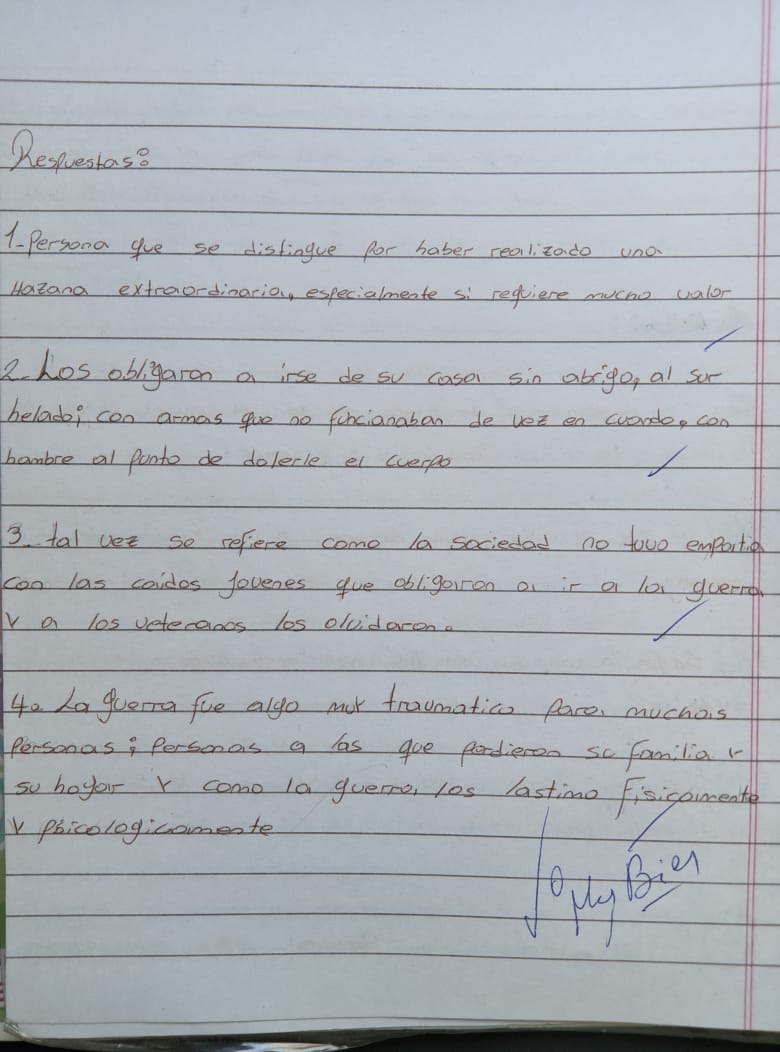 Respuestas:
1-Persona que se distingue por haber realizado una
Hazana extraordinaria, especialmente si requiere mucho valor
2-Los obligaron a irse de su casa sin abrigo, al sur
helado; con armas que no funcionaban de vez en cuando, con
hambre al punto de dolerle el cuerpo
3- tal vez se refiere como la sociedad no tuvo empatia
con las caidos jovenes que obligaron a ir a la guerra
Y a los veteranos los olvidaron.
4. La guerra fue algo muy traumatico para muchas
Personas; Personas a las que perdieron su familia Y
su hogar Y como la guerra los lastimo fisicamente
Y psicologicamente
Muy Bien